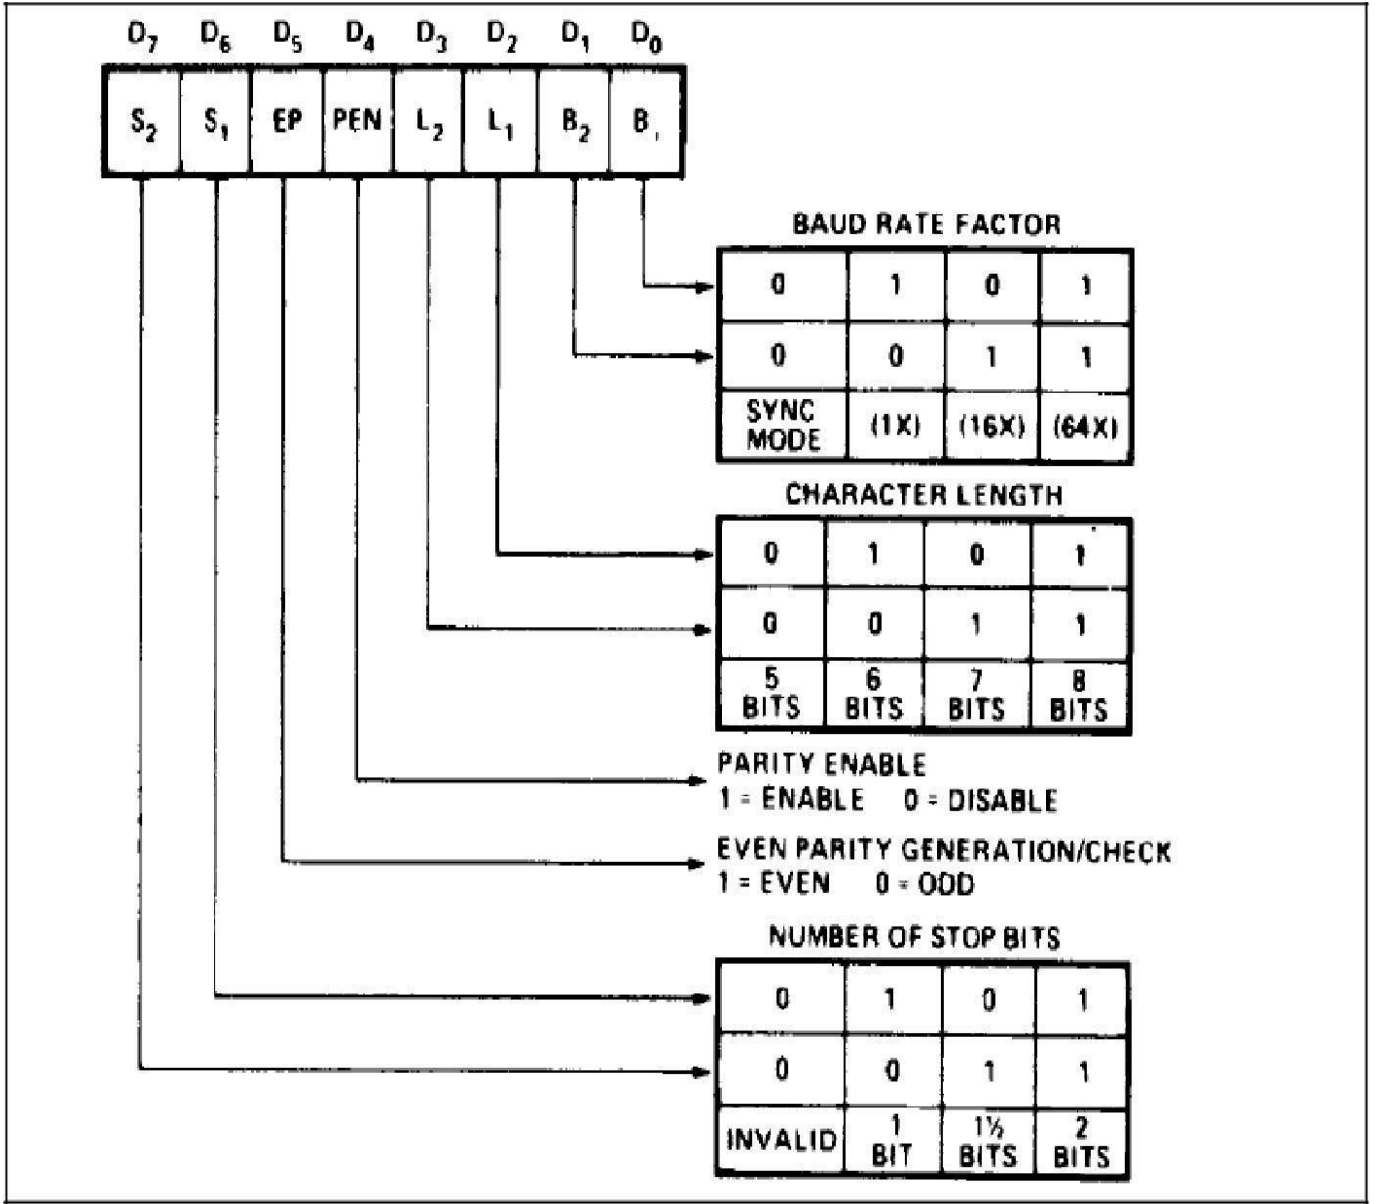 D7 D6 D5 D4 D3 D2 D1 D0
S2 S1 EP PEN L2 L1 B2 B1
BAUD RATE FACTOR
0 1 0 1
0 0 1 1
SYNC MODE (1X) (16X) (64X)
CHARACTER LENGTH
0 1 0 1
0 0 1 1
5 BITS 6 BITS 7 BITS 8 BITS
PARITY ENABLE
1 = ENABLE 0 = DISABLE
EVEN PARITY GENERATION/CHECK
1 = EVEN 0 = ODD
NUMBER OF STOP BITS
0 1 0 1
0 0 1 1
INVALID 1 BIT 1½ BITS 2 BITS